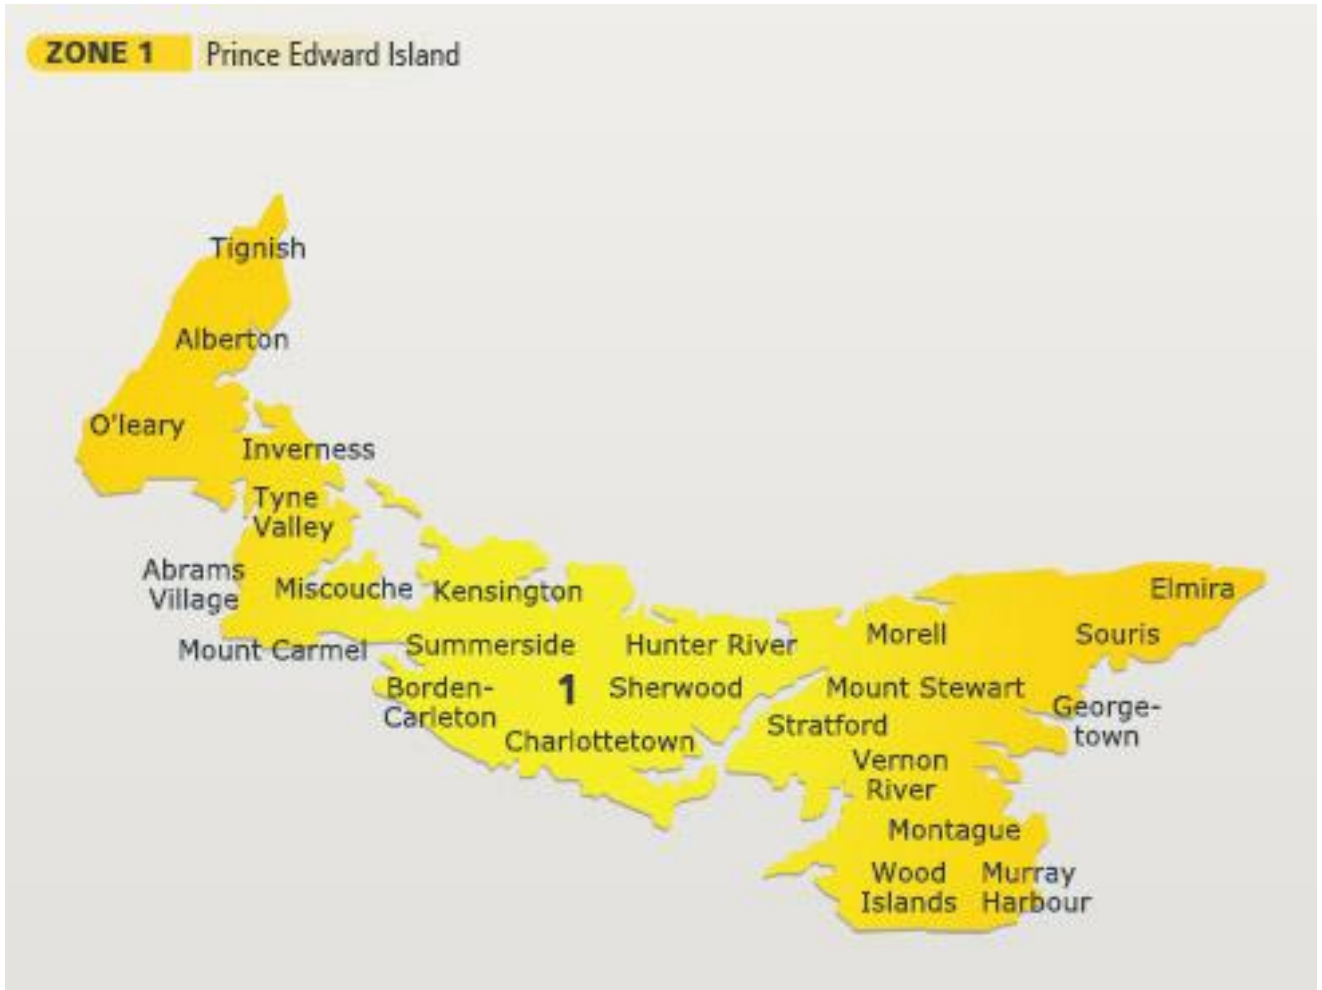 ZONE 1 Prince Edward Island
Tignish
Alberton
O'leary
Inverness
Tyne
Valley
Abrams
Village
Miscouche
Kensington
Elmira
Mount Carmel
Summerside
Hunter River
Morell
Souris
Borden-
Carleton
1
Sherwood
Mount Stewart
George-
town
Charlottetown
Stratford
Vernon
River
Montague
Wood
Islands
Murray
Harbour